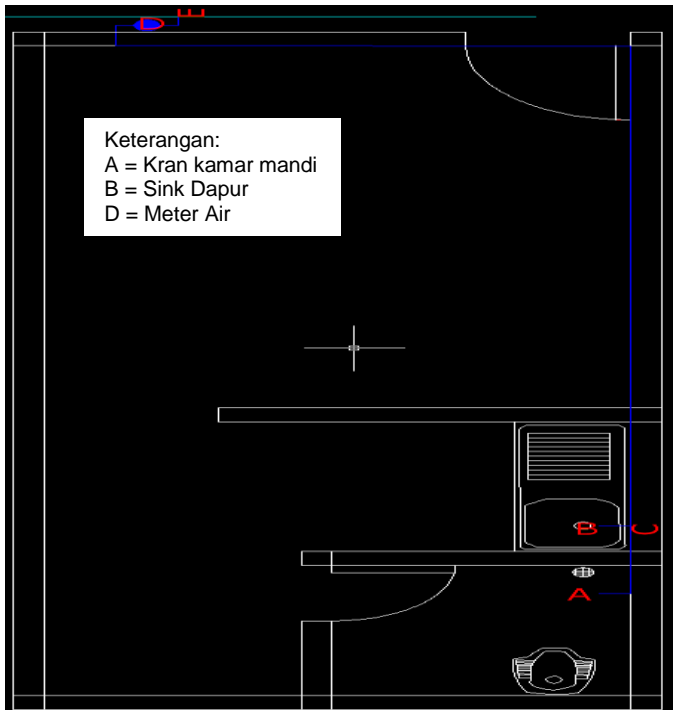 E
D
Keterangan:
A = Kran kamar mandi
B = Sink Dapur
D = Meter Air
B
C
A